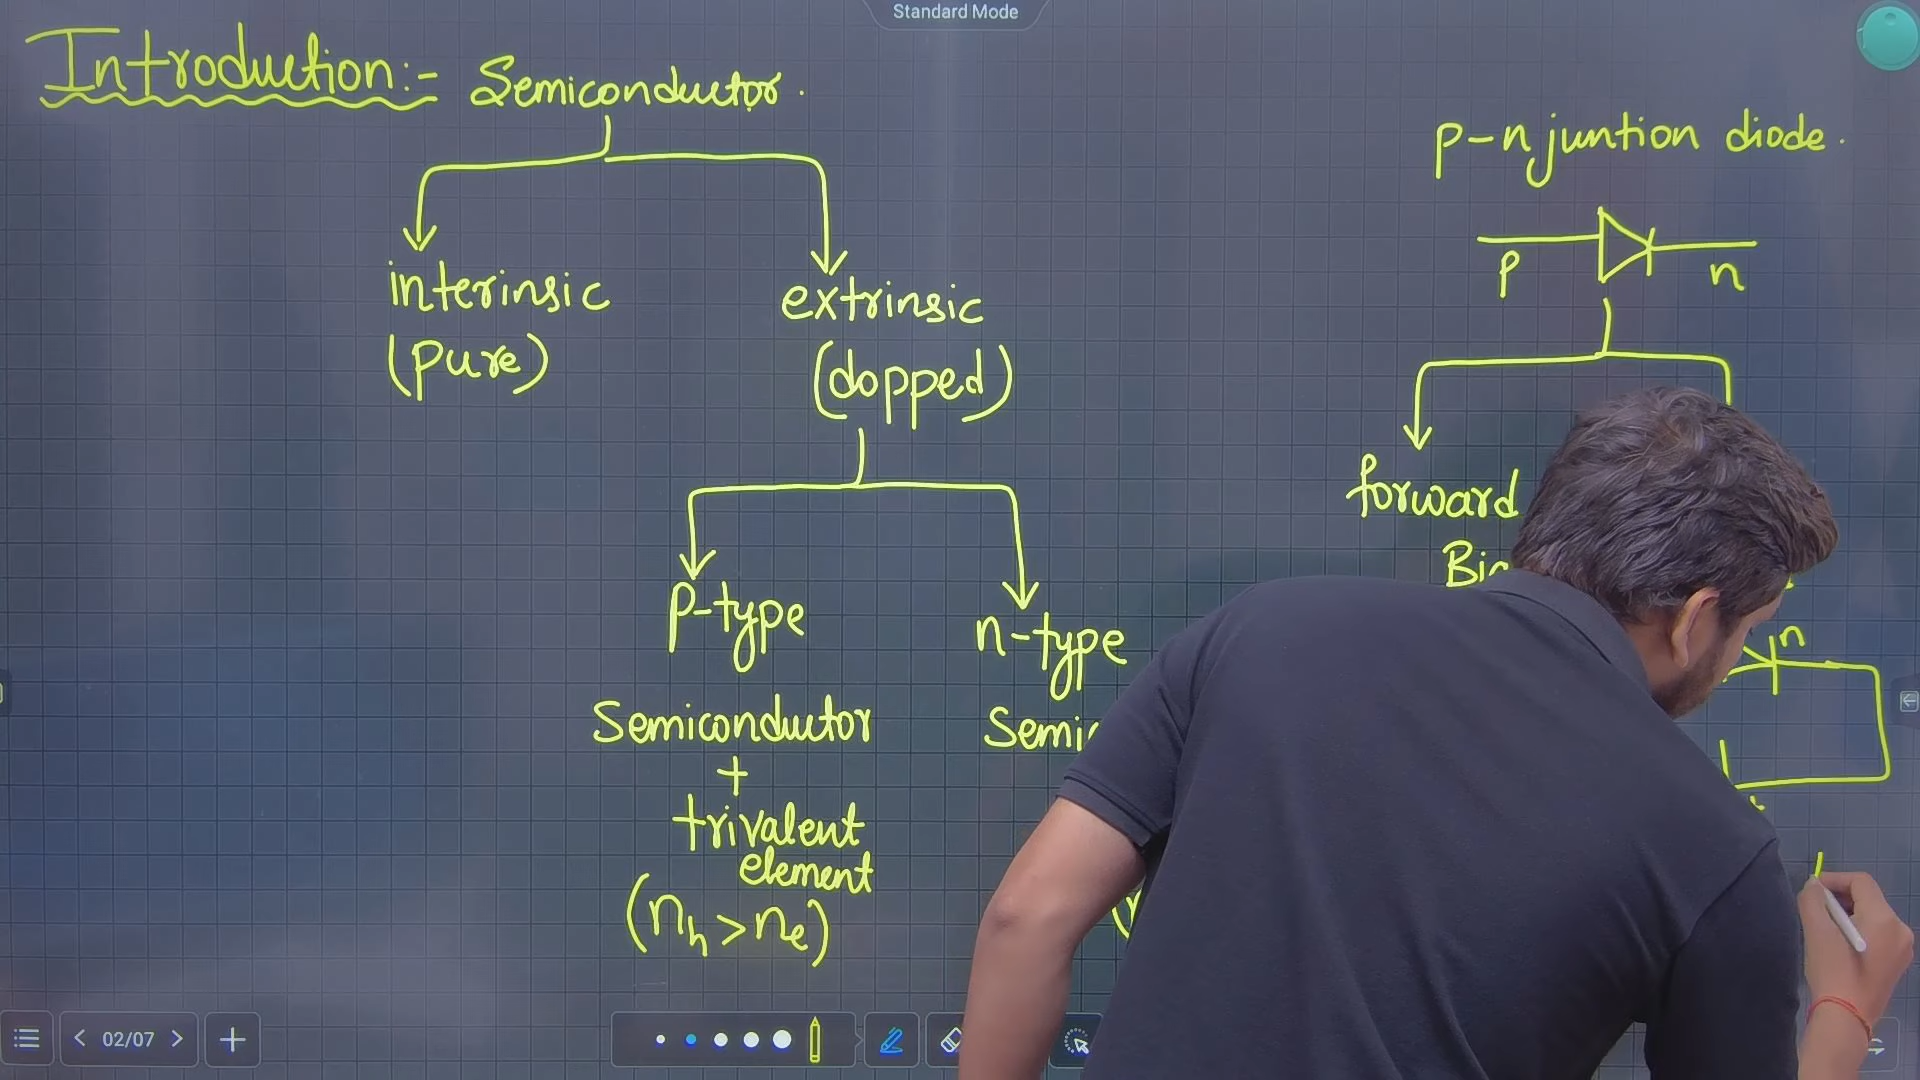 Standard Mode
Introduction:- Semiconductor.
interinsic
(pure)
extrinsic
(dopped)
p-type
Semiconductor
+
trivalent
element
(nh > ne)
n-type
p-n juntion diode.
p
n
forward
n
02/07